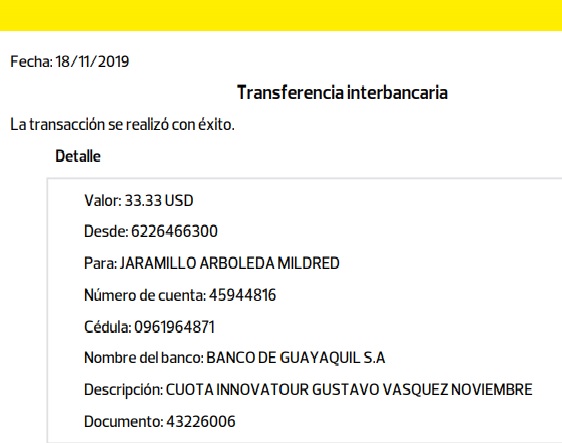 Fecha: 18/11/2019
Transferencia interbancaria
La transacción se realizó con éxito.
Detalle
Valor: 33.33 USD
Desde: 6226466300
Para: JARAMILLO ARBOLEDA MILDRED
Número de cuenta: 45944816
Cédula: 0961964871
Nombre del banco: BANCO DE GUAYAQUIL S.A
Descripción: CUOTA INNOVATOUR GUSTAVO VASQUEZ NOVIEMBRE
Documento: 43226006